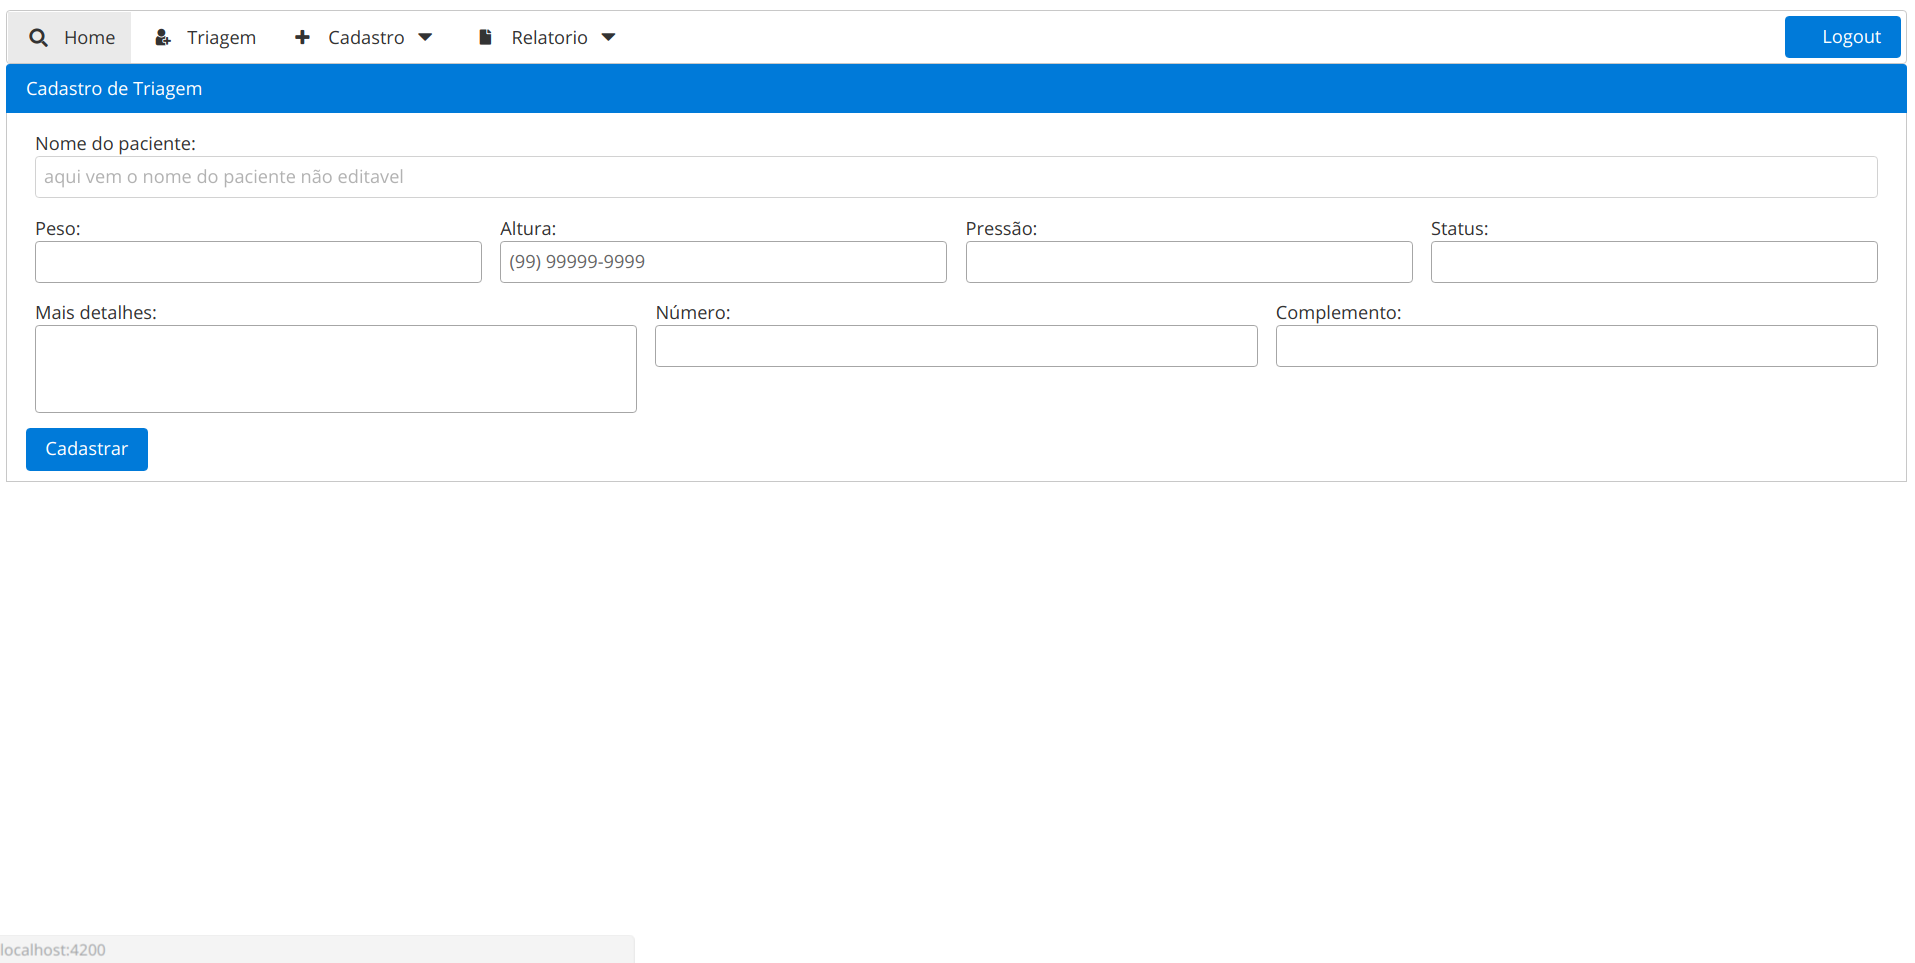 Home Triagem Cadastro Relatorio Logout
Cadastro de Triagem
Nome do paciente:
aqui vem o nome do paciente não editavel
Peso: Altura: Pressão: Status:
(99) 99999-9999
Mais detalhes: Número: Complemento:
Cadastrar
localhost:4200